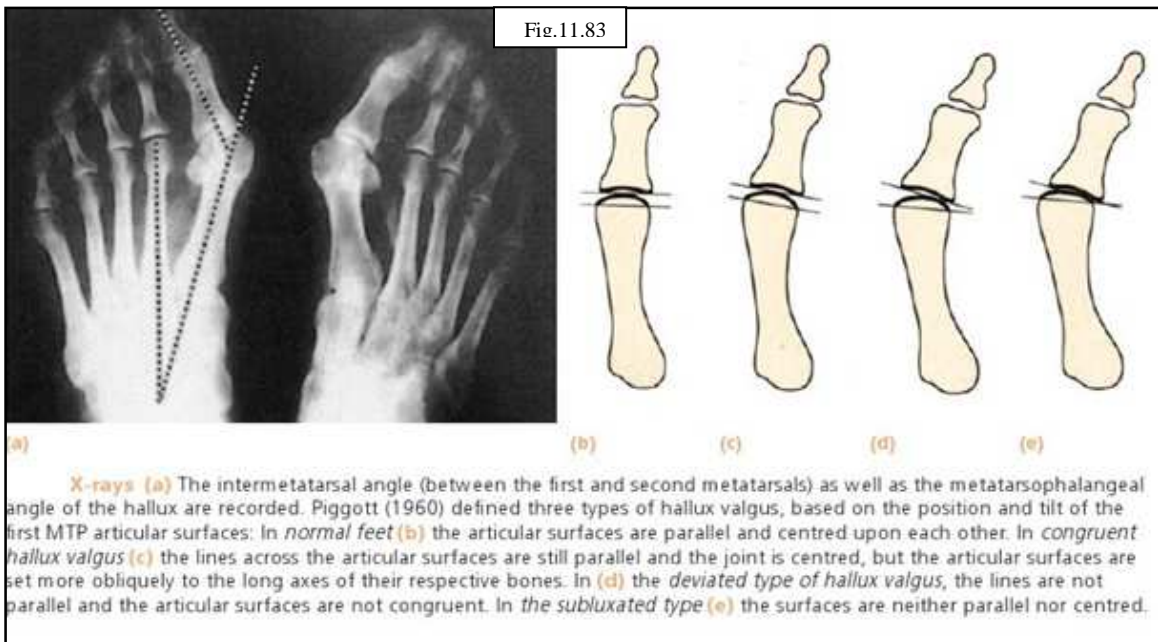 Fig.11.83
(a)
(b)
(c)
(d)
(e)
X-rays (a) The intermetatarsal angle (between the first and second metatarsals) as well as the metatarsophalangeal
angle of the hallux are recorded. Piggott (1960) defined three types of hallux valgus, based on the position and tilt of the
first MTP articular surfaces: In normal feet (b) the articular surfaces are parallel and centred upon each other. In congruent
hallux valgus (c) the lines across the articular surfaces are still parallel and the joint is centred, but the articular surfaces are
set more obliquely to the long axes of their respective bones. In (d) the deviated type of hallux valgus, the lines are not
parallel and the articular surfaces are not congruent. In the subluxated type (e) the surfaces are neither parallel nor centred.